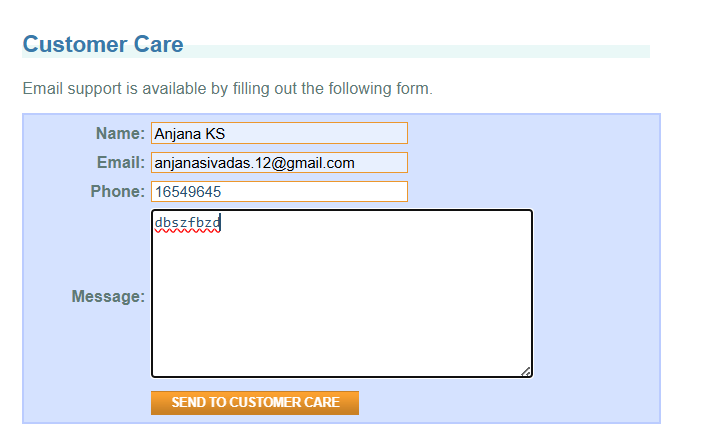 Customer Care
Email support is available by filling out the following form.
Name: Anjana KS
Email: anjanasivadas.12@gmail.com
Phone: 16549645
Message: dbszfbzd
SEND TO CUSTOMER CARE